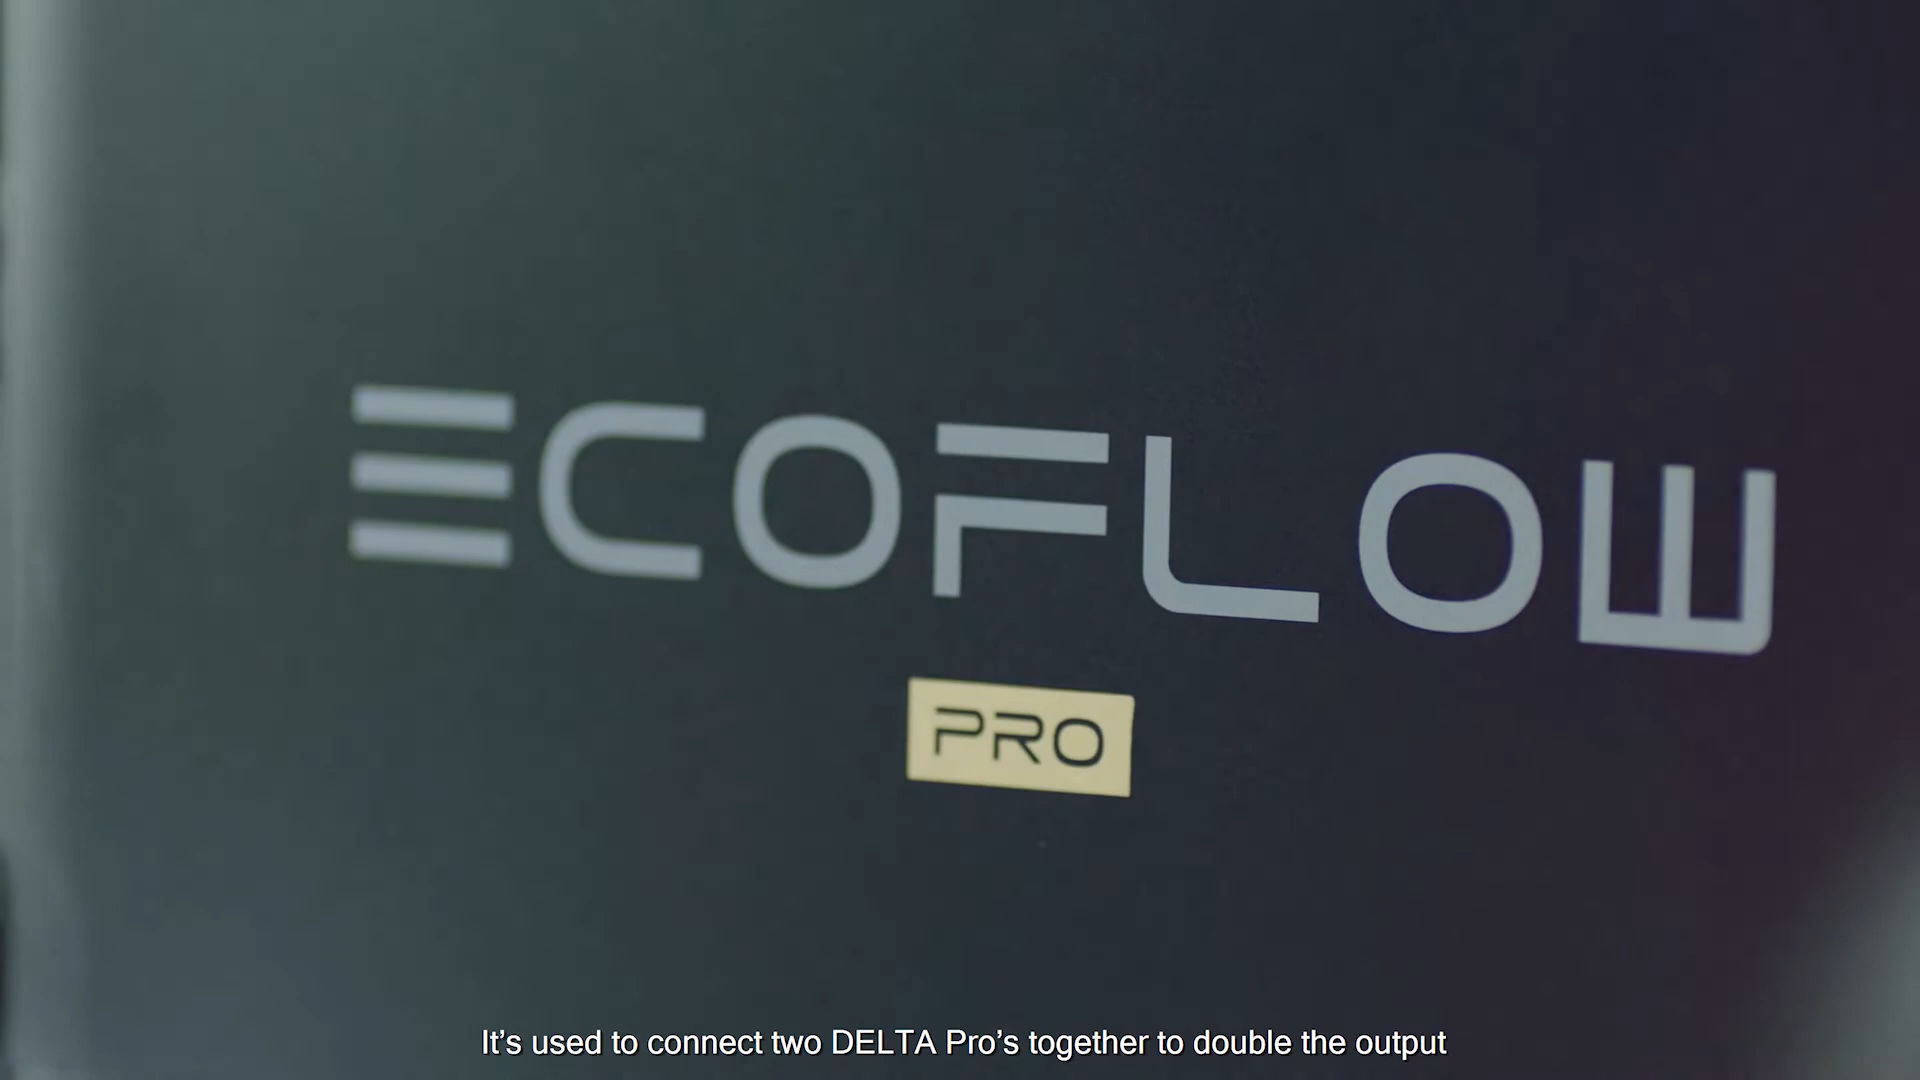 ECOFLOW
PRO
It’s used to connect two DELTA Pro’s together to double the output